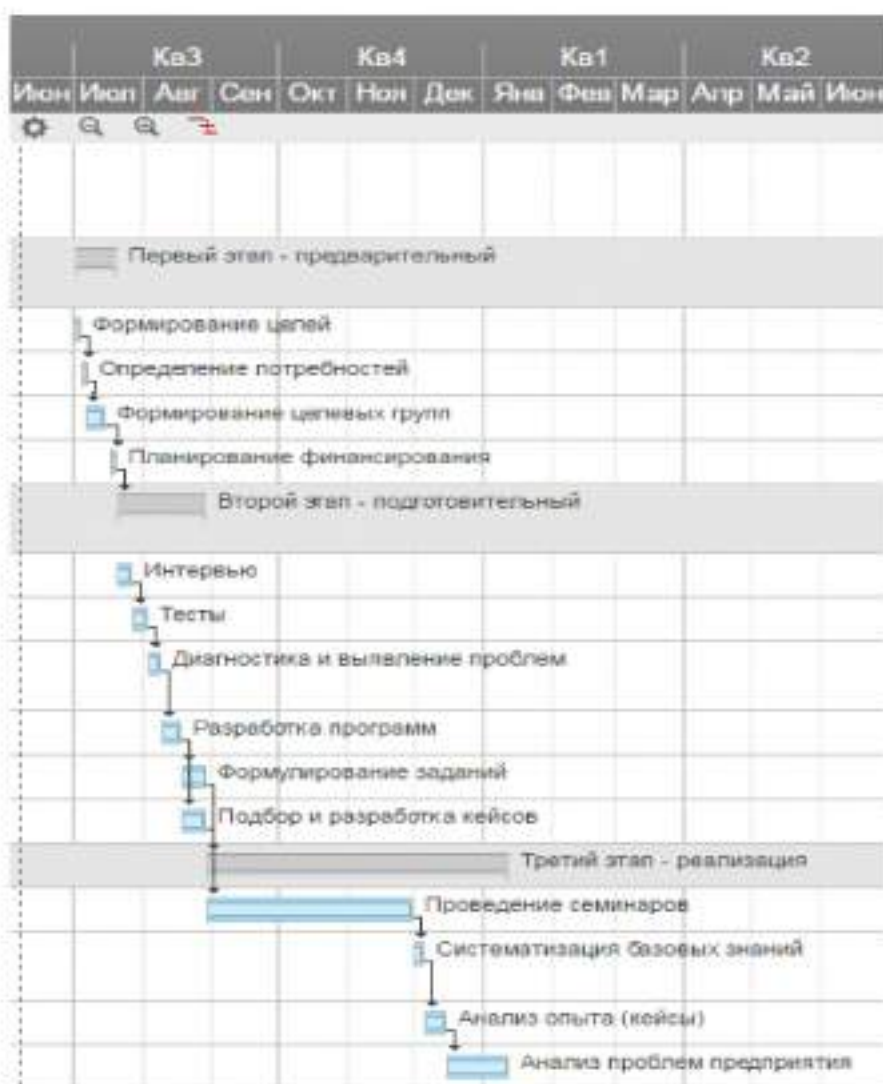 Кв3 Кв4 Кв1 Кв2
Июн Июл Авг Сен Окт Ноя Дек Янв Фев Мар Апр Май Июн
Первый этап - предварительный
Формирование целей
Определение потребностей
Формирование целевых групп
Планирование финансирования
Второй этап - подготовительный
Интервью
Тесты
Диагностика и выявление проблем
Разработка программ
Формулирование заданий
Подбор и разработка кейсов
Третий этап - реализация
Проведение семинаров
Систематизация базовых знаний
Анализ опыта (кейсы)
Анализ проблем предприятия